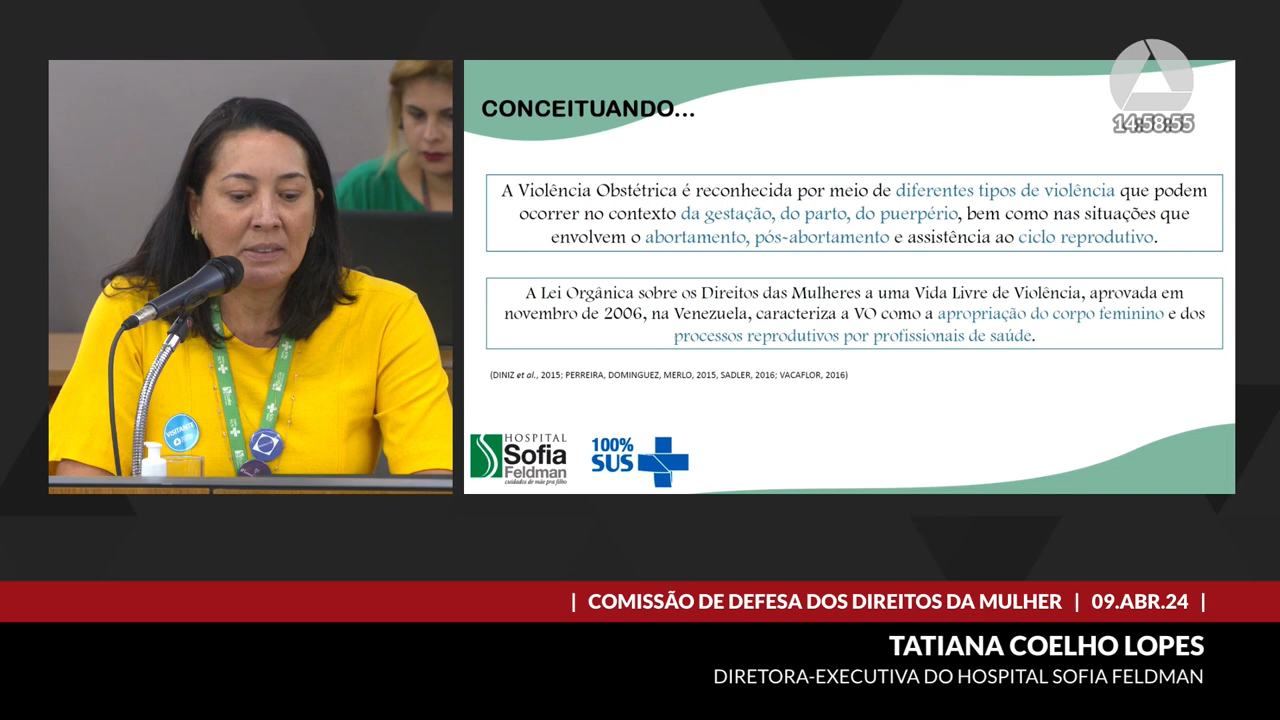 CONCEITUANDO...
14:58:55
A Violência Obstétrica é reconhecida por meio de diferentes tipos de violência que podem
ocorrer no contexto da gestação, do parto, do puerpério, bem como nas situações que
envolvem o abortamento, pós-abortamento e assistência ao ciclo reprodutivo.
A Lei Orgânica sobre os Direitos das Mulheres a uma Vida Livre de Violência, aprovada em
novembro de 2006, na Venezuela, caracteriza a VO como a apropriação do corpo feminino e dos
processos reprodutivos por profissionais de saúde.
(DINIZ et al., 2015; PERREIRA, DOMINGUEZ, MERLO, 2015, SADLER, 2016; VACAFLOR, 2016)
VISITANTE
HOSPITAL
Sofia
Feldman
cuidados de mãe pra filho
100%
SUS
| COMISSÃO DE DEFESA DOS DIREITOS DA MULHER | 09.ABR.24 |
TATIANA COELHO LOPES
DIRETORA-EXECUTIVA DO HOSPITAL SOFIA FELDMAN